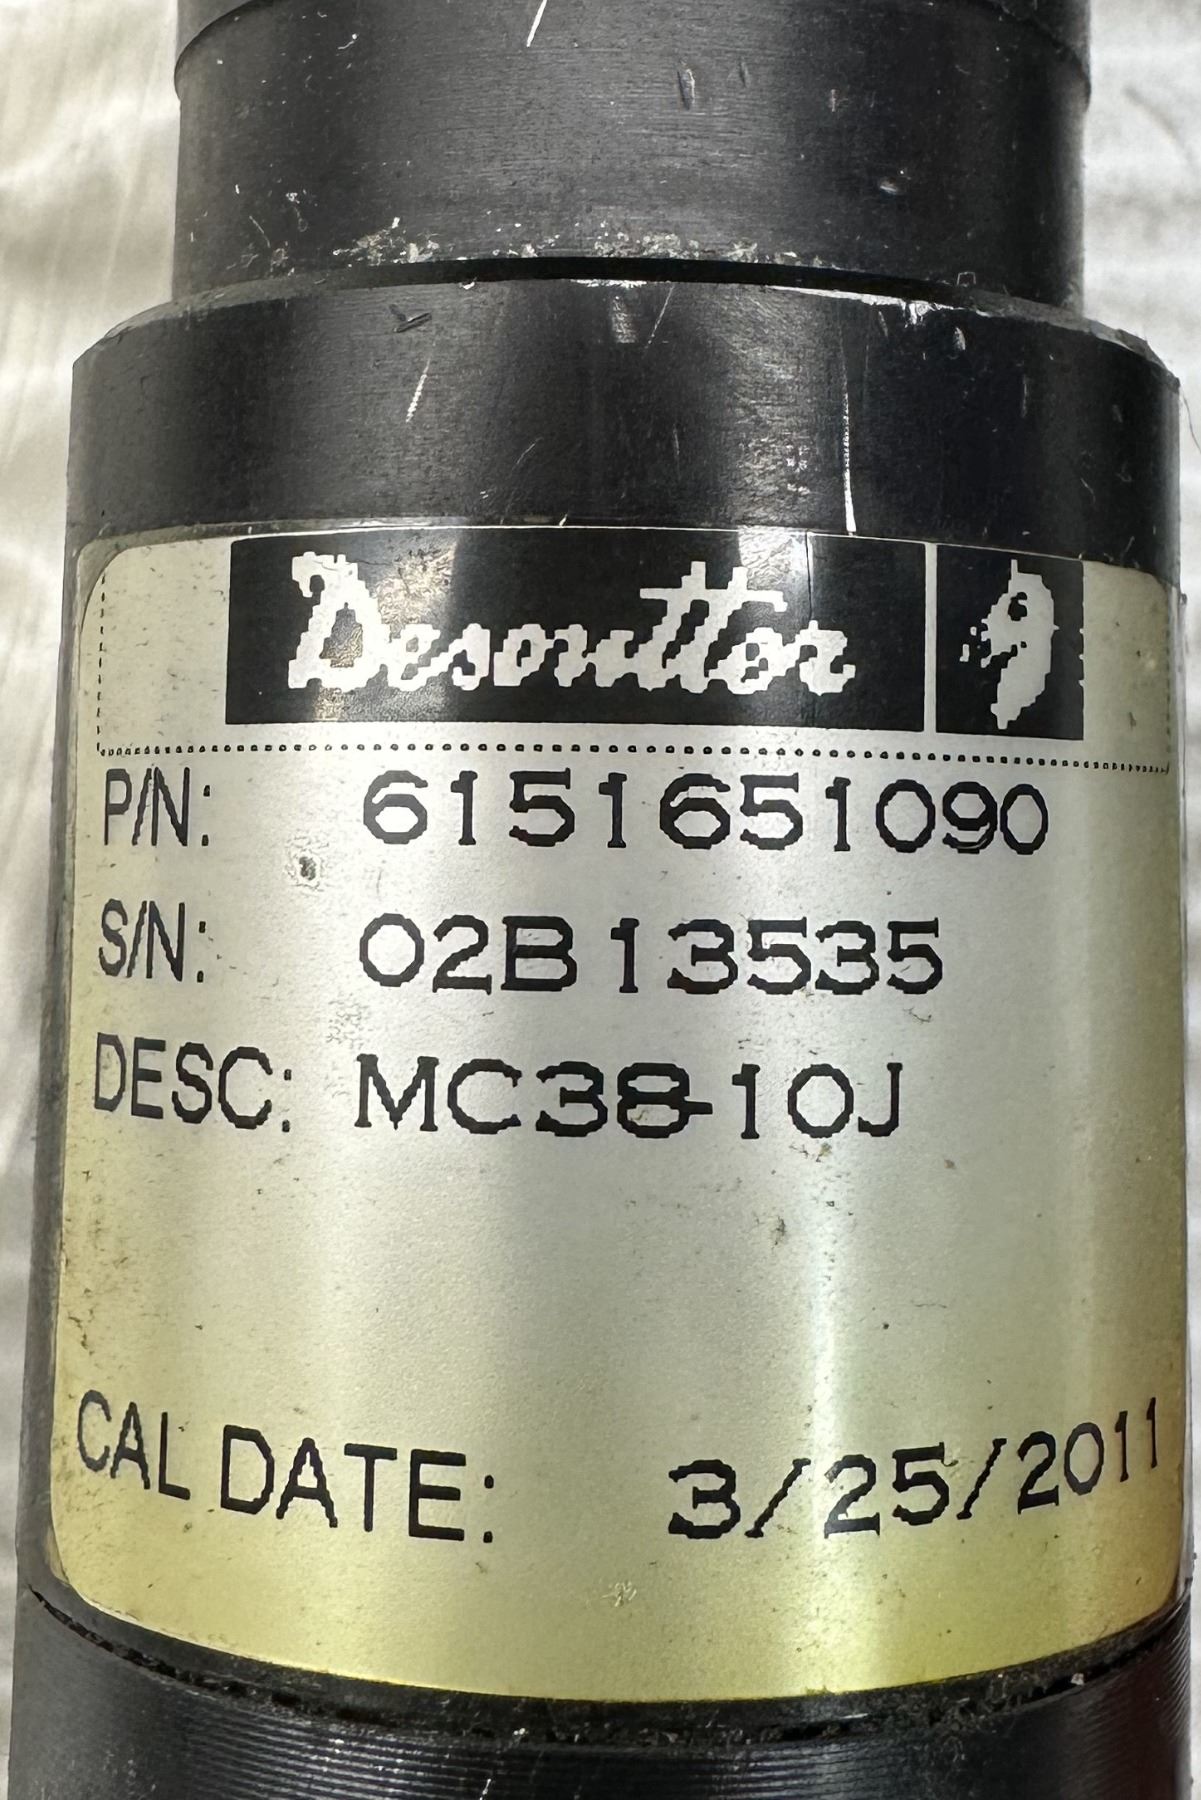 Desoutter
P/N: 6151651090
S/N: 02B13535
DESC: MC38-10J
CAL DATE: 3/25/2011